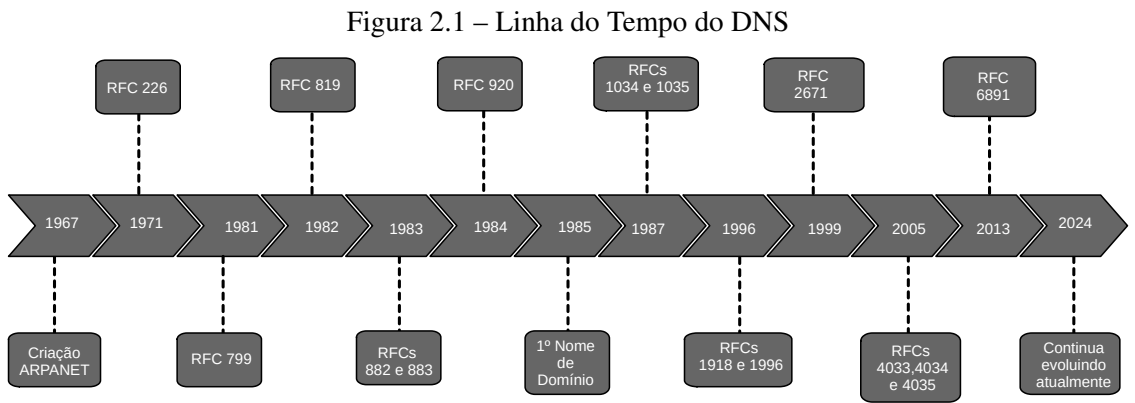 Figura 2.1 – Linha do Tempo do DNS
RFC 226
RFC 819
RFC 920
RFCs
1034 e 1035
RFC
2671
RFC
6891
1967
1971
1981
1982
1983
1984
1985
1987
1996
1999
2005
2013
2024
Criação
ARPANET
RFC 799
RFCs
882 e 883
1º Nome
de
Domínio
RFCs
1918 e 1996
RFCs
4033,4034
e 4035
Continua
evoluindo
atualmente